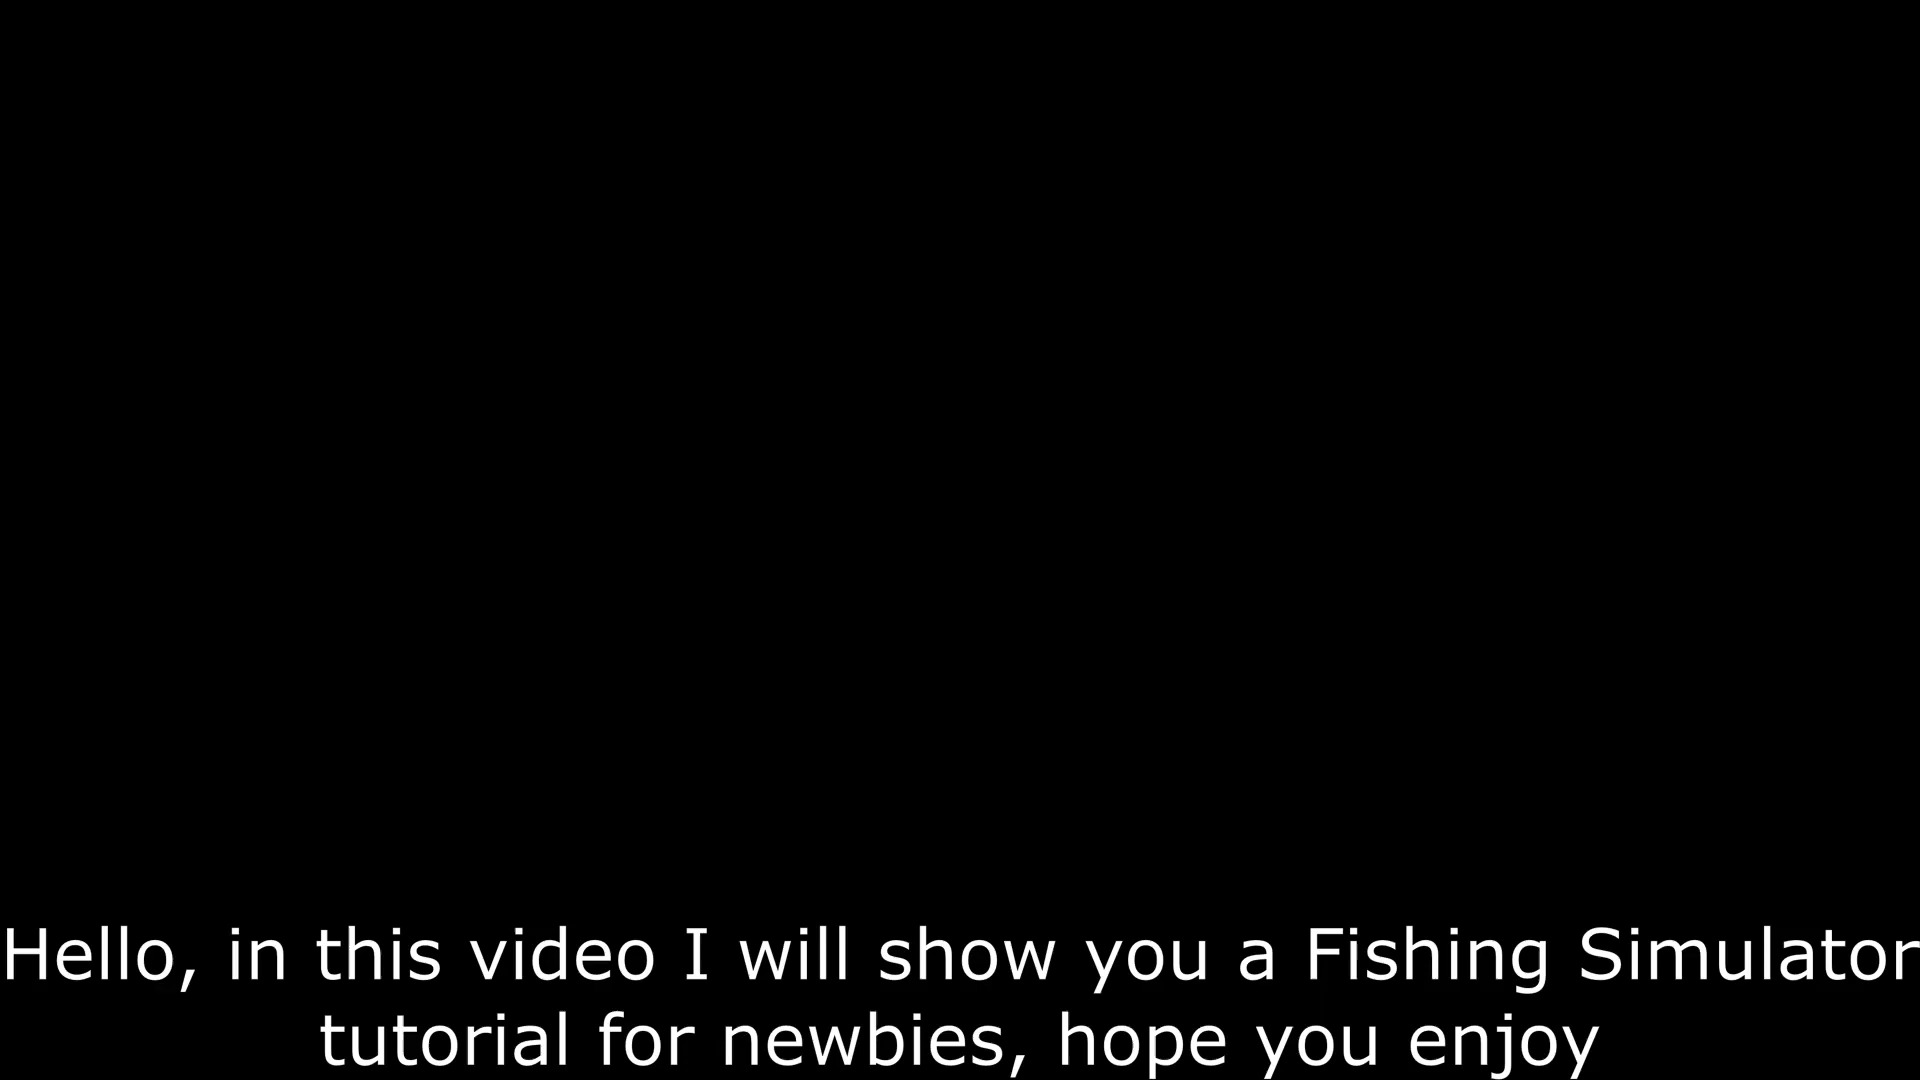 Hello, in this video I will show you a Fishing Simulator
tutorial for newbies, hope you enjoy